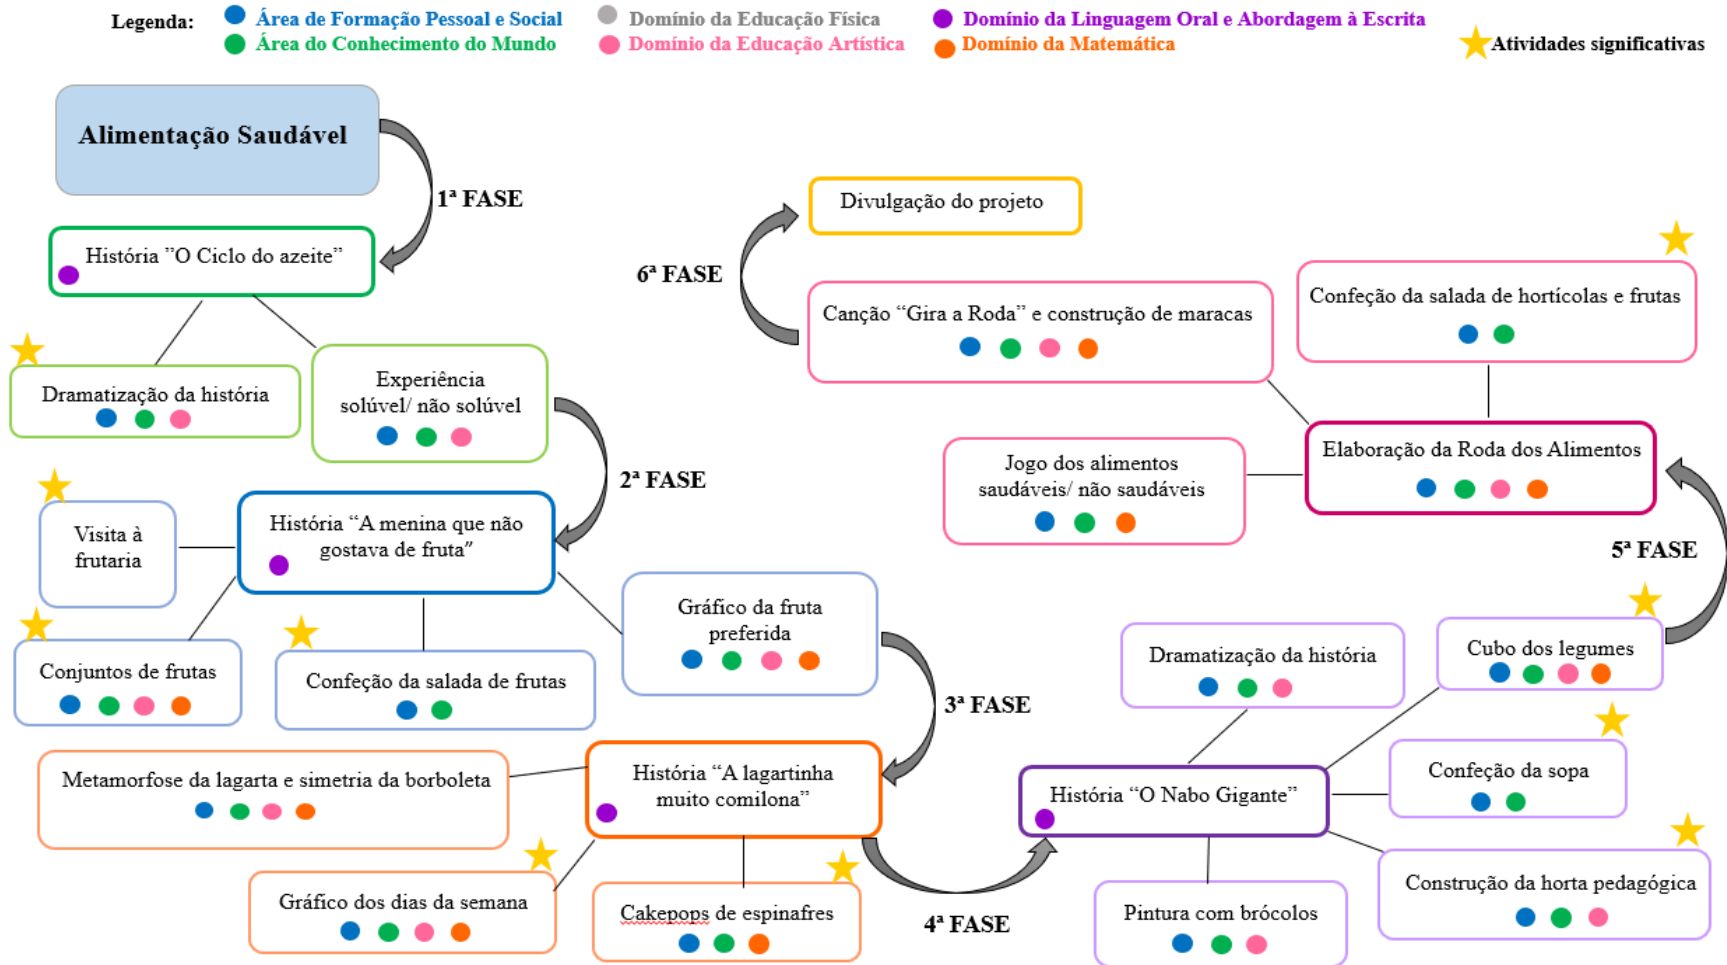 Legenda:
Área de Formação Pessoal e Social
Domínio da Educação Física
Domínio da Linguagem Oral e Abordagem à Escrita
Área do Conhecimento do Mundo
Domínio da Educação Artística
Domínio da Matemática
Atividades significativas
Alimentação Saudável
1ª FASE
História ”O Ciclo do azeite”
Dramatização da história
Experiência
solúvel/ não solúvel
2ª FASE
História “A menina que não
gostava de fruta”
Visita à
frutaria
Conjuntos de frutas
Confeção da salada de frutas
Gráfico da fruta
preferida
3ª FASE
História “A lagartinha
muito comilona”
Metamorfose da lagarta e simetria da borboleta
Gráfico dos dias da semana
Cakepops de espinafres
4ª FASE
História “O Nabo Gigante”
Dramatização da história
Cubo dos legumes
Confeção da sopa
Construção da horta pedagógica
Pintura com brócolos
5ª FASE
Elaboração da Roda dos Alimentos
Confeção da salada de hortícolas e frutas
Jogo dos alimentos
saudáveis/ não saudáveis
Canção “Gira a Roda” e construção de maracas
6ª FASE
Divulgação do projeto